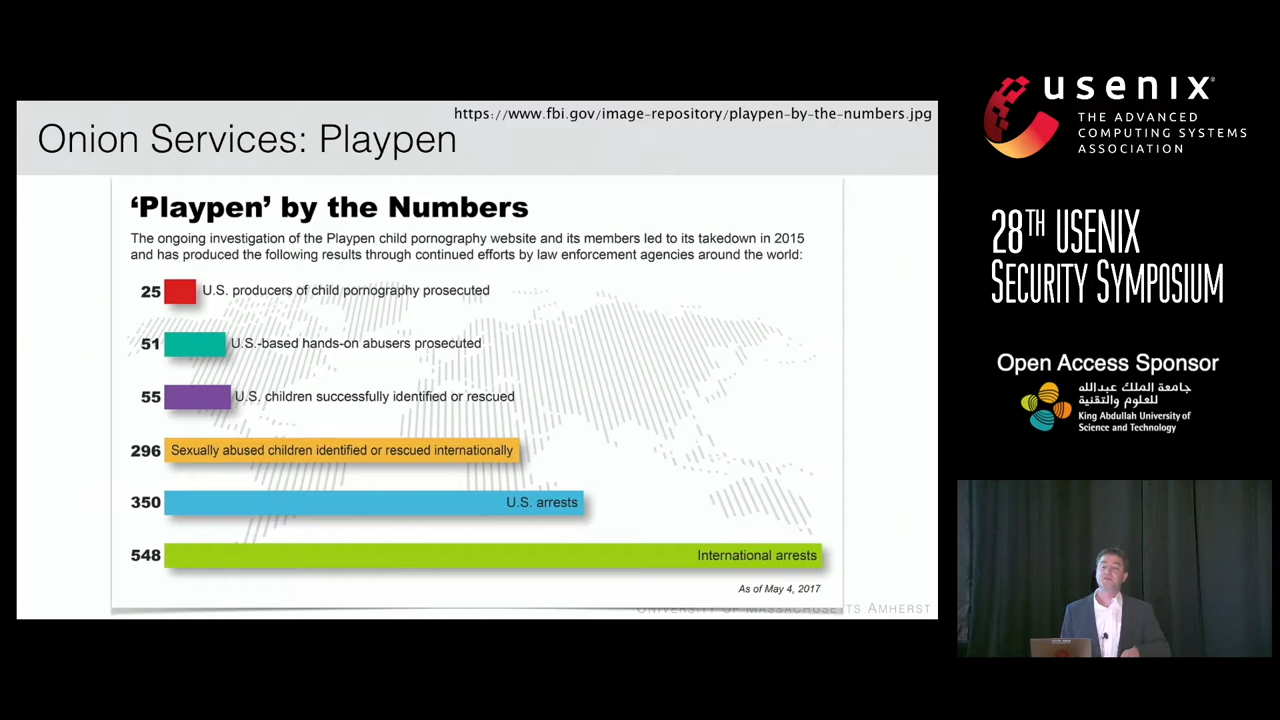 https://www.fbi.gov/image-repository/playpen-by-the-numbers.jpg
Onion Services: Playpen
‘Playpen’ by the Numbers
The ongoing investigation of the Playpen child pornography website and its members led to its takedown in 2015
and has produced the following results through continued efforts by law enforcement agencies around the world:
25 U.S. producers of child pornography prosecuted
51 U.S.-based hands-on abusers prosecuted
55 U.S. children successfully identified or rescued
296 Sexually abused children identified or rescued internationally
350 U.S. arrests
548 International arrests
As of May 4, 2017
UNIVERSITY OF MASSACHUSETTS AMHERST
usenix®
THE ADVANCED
COMPUTING SYSTEMS
ASSOCIATION
28TH USENIX
SECURITY SYMPOSIUM
Open Access Sponsor
جامعة الملك عبدالله
للعلوم والتقنية
King Abdullah University of
Science and Technology